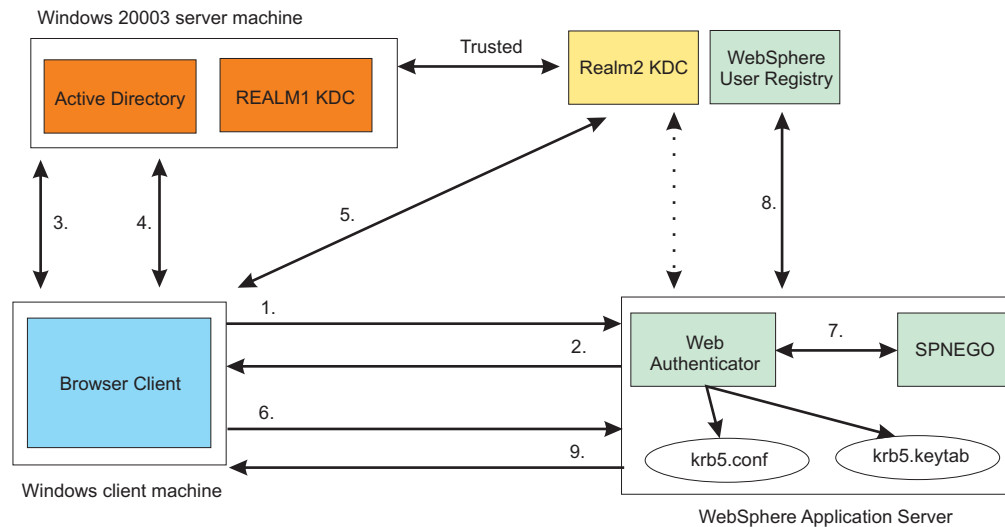 Windows 20003 server machine
Active Directory
REALM1 KDC
Trusted
Realm2 KDC
WebSphere
User Registry
3.
4.
5.
8.
1.
2.
6.
9.
7.
Browser Client
Windows client machine
Web
Authenticator
SPNEGO
krb5.conf
krb5.keytab
WebSphere Application Server